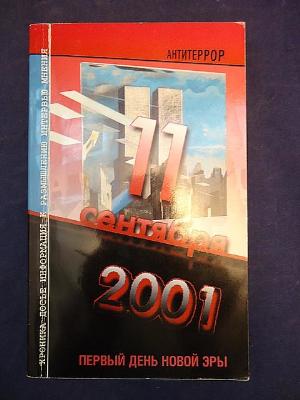 АНТИТЕРРОР
11
сентября
2001
ПЕРВЫЙ ДЕНЬ НОВОЙ ЭРЫ
ХРОНИКА ДОСЬЕ ИНФОРМАЦИЯ К РАЗМЫШЛЕНИЮ ИНТЕРВЬЮ МНЕНИЯ